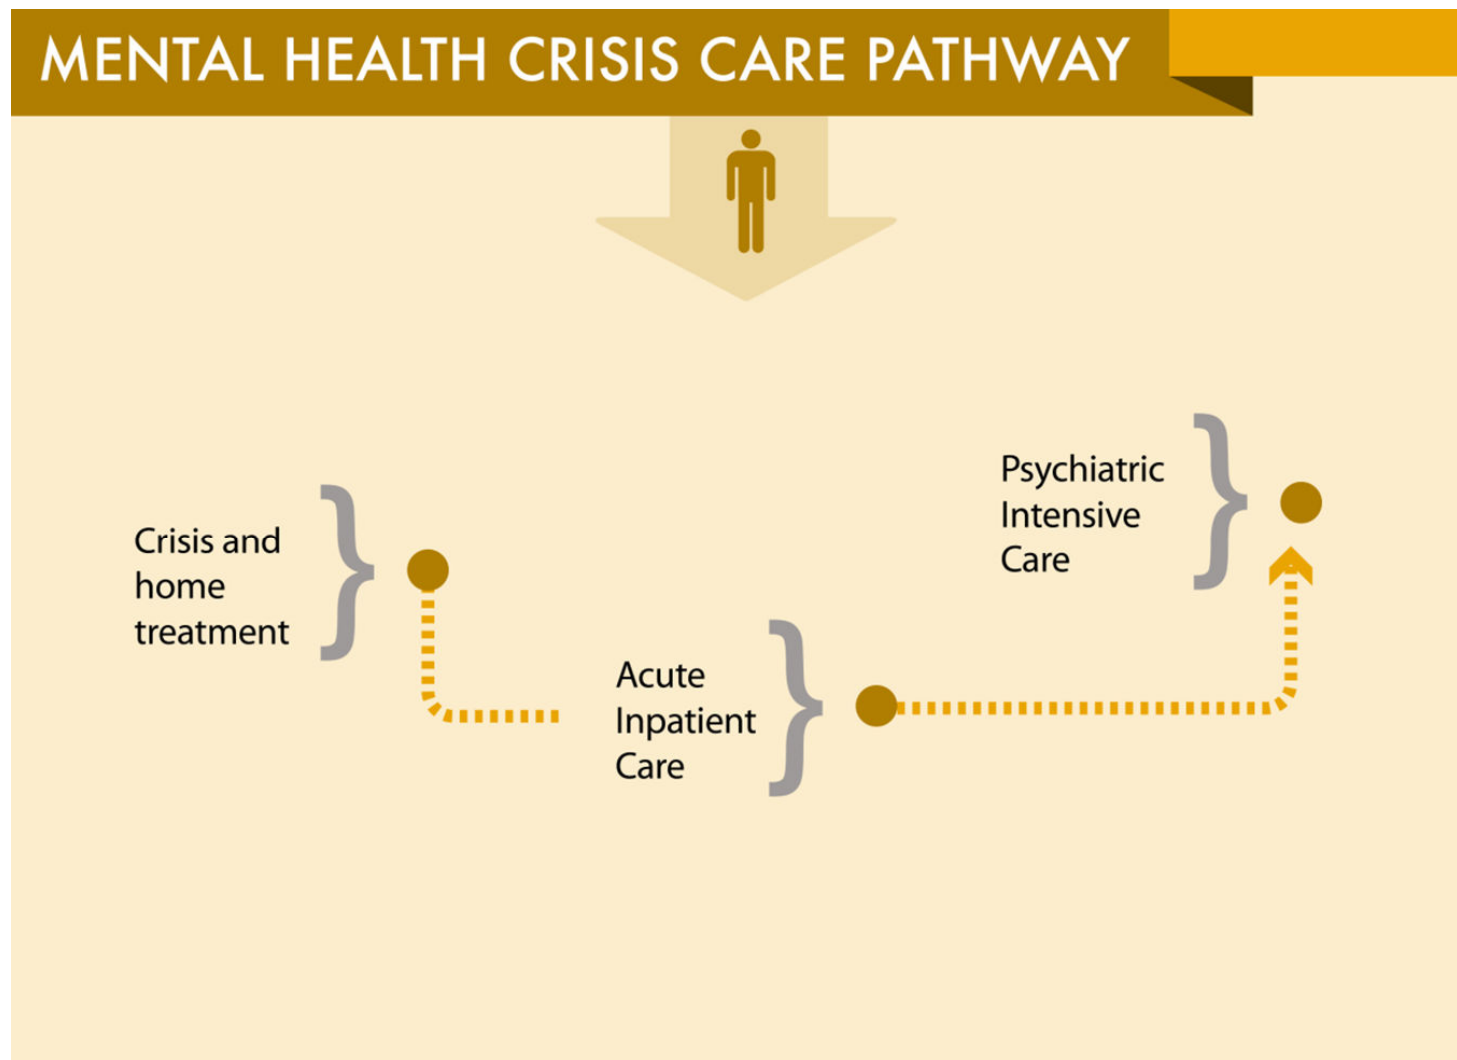 MENTAL HEALTH CRISIS CARE PATHWAY
Crisis and
home
treatment
Acute
Inpatient
Care
Psychiatric
Intensive
Care